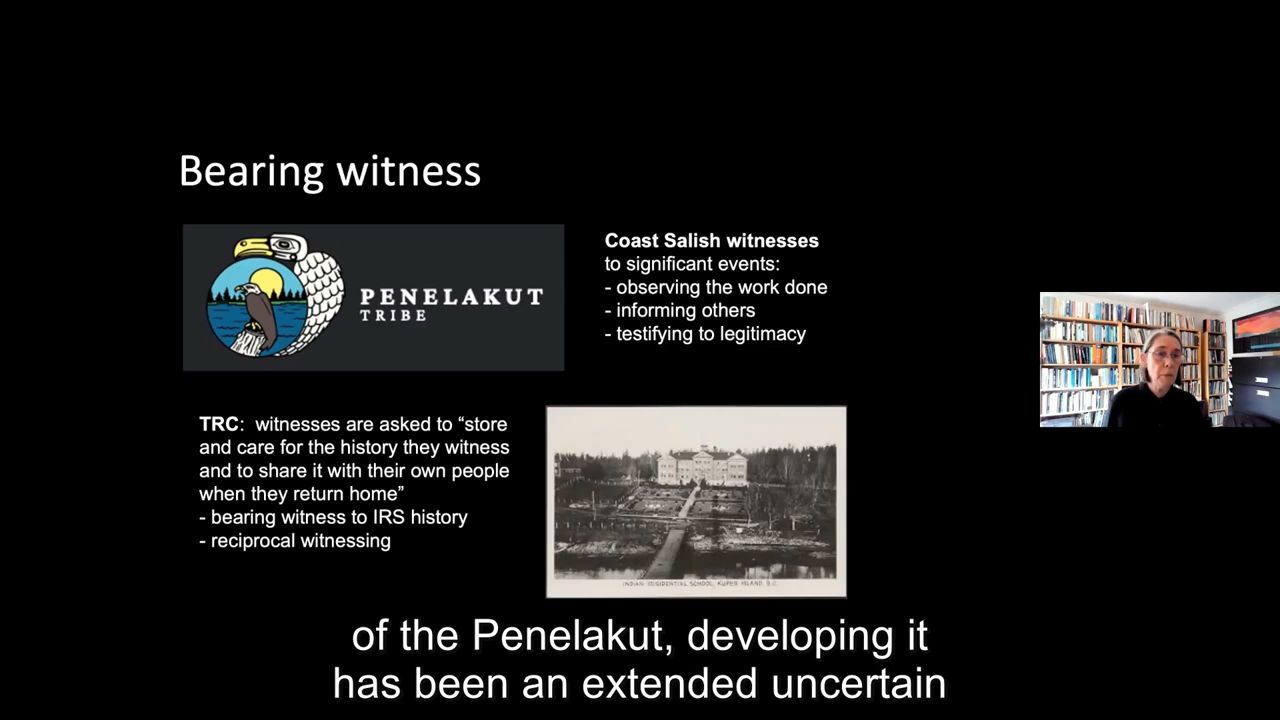 Bearing witness
PENELAKUT
TRIBE
Coast Salish witnesses
to significant events:
- observing the work done
- informing others
- testifying to legitimacy
TRC: witnesses are asked to “store
and care for the history they witness
and to share it with their own people
when they return home”
- bearing witness to IRS history
- reciprocal witnessing
INDIAN RESIDENTIAL SCHOOL, KUPER ISLAND, B.C.
of the Penelakut, developing it
has been an extended uncertain